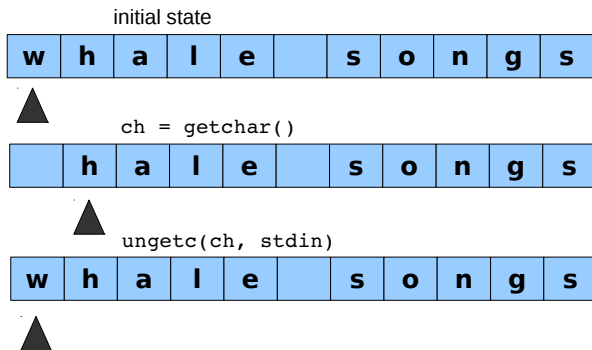 initial state
w h a l e   s o n g s
ch = getchar()
h a l e   s o n g s
ungetc(ch, stdin)
w h a l e   s o n g s